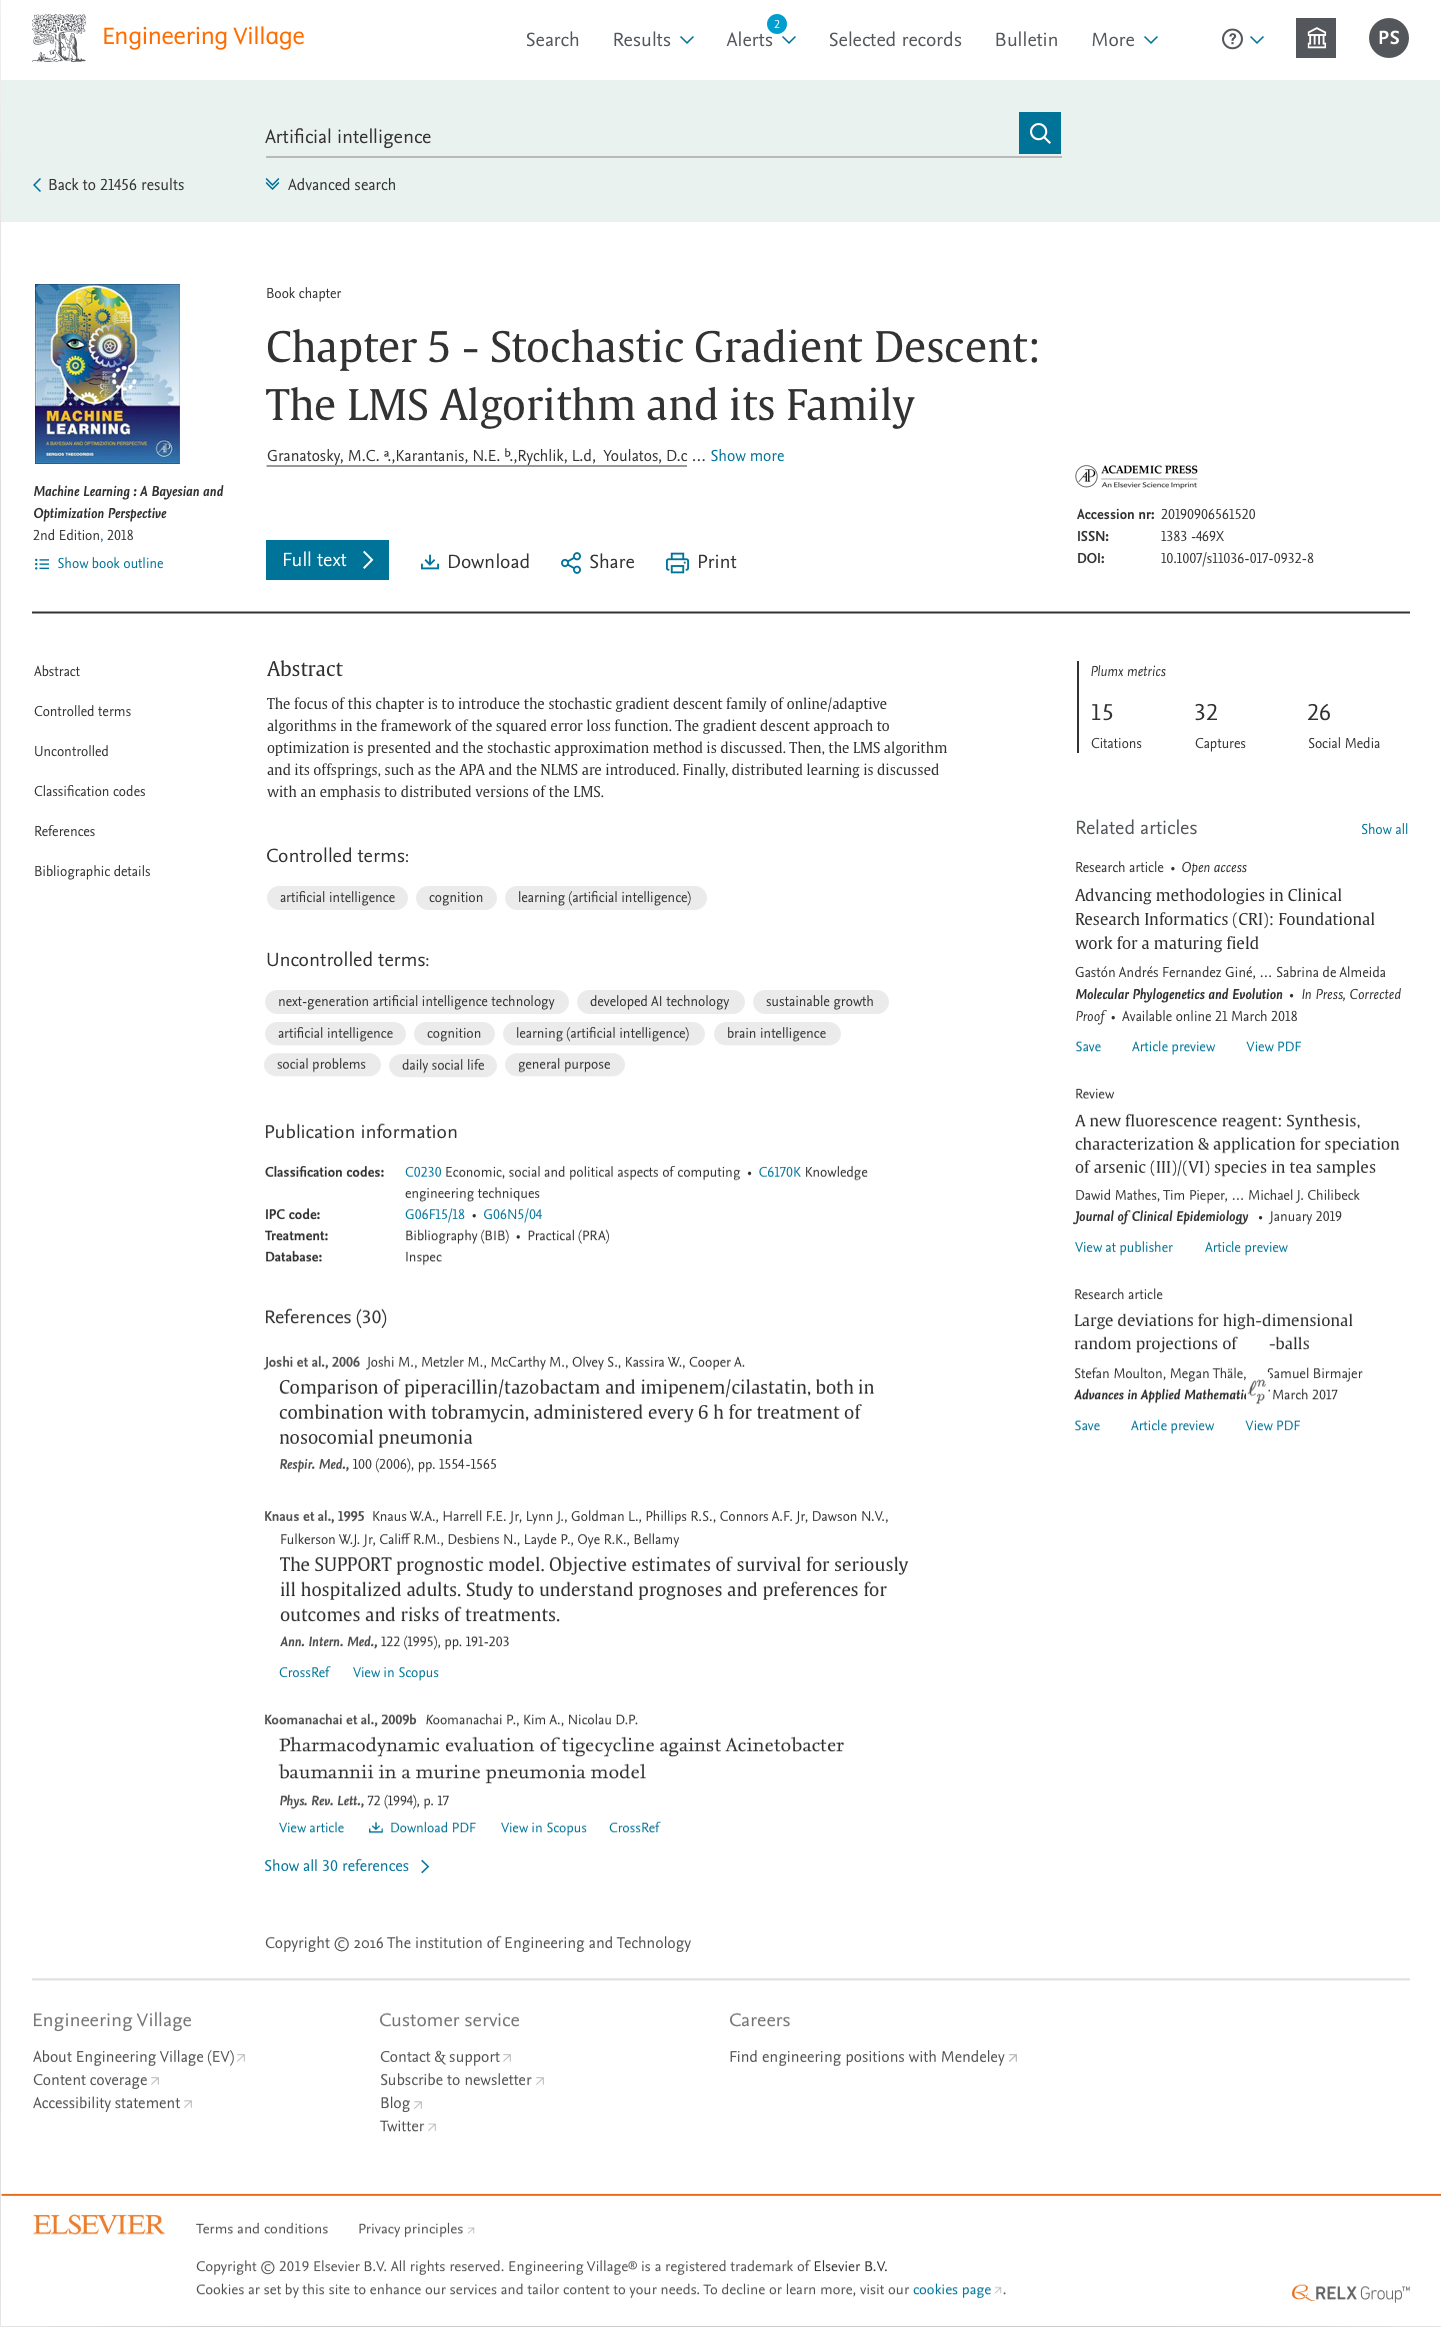 Engineering Village
Search Results Alerts 2 Selected records Bulletin More ? PS
Artificial intelligence
Back to 21456 results Advanced search
MACHINE
LEARNING
A BAYESIAN AND OPTIMIZATION PERSPECTIVE
SERGIOS THEODORIDIS
Machine Learning : A Bayesian and
Optimization Perspective
2nd Edition, 2018
Show book outline
Book chapter
Chapter 5 - Stochastic Gradient Descent:
The LMS Algorithm and its Family
Granatosky, M.C. ᵃ.,Karantanis, N.E. ᵇ.,Rychlik, L.d, Youlatos, D.c ... Show more
Full text Download Share Print
AP ACADEMIC PRESS
An Elsevier Science Imprint
Accession nr: 20190906561520
ISSN: 1383 -469X
DOI: 10.1007/s11036-017-0932-8
Abstract
Controlled terms
Uncontrolled
Classification codes
References
Bibliographic details
Abstract
The focus of this chapter is to introduce the stochastic gradient descent family of online/adaptive
algorithms in the framework of the squared error loss function. The gradient descent approach to
optimization is presented and the stochastic approximation method is discussed. Then, the LMS algorithm
and its offsprings, such as the APA and the NLMS are introduced. Finally, distributed learning is discussed
with an emphasis to distributed versions of the LMS.
Controlled terms:
artificial intelligence cognition learning (artificial intelligence)
Uncontrolled terms:
next-generation artificial intelligence technology developed AI technology sustainable growth
artificial intelligence cognition learning (artificial intelligence) brain intelligence
social problems daily social life general purpose
Publication information
Classification codes: C0230 Economic, social and political aspects of computing • C6170K Knowledge
engineering techniques
IPC code: G06F15/18 • G06N5/04
Treatment: Bibliography (BIB) • Practical (PRA)
Database: Inspec
References (30)
Joshi et al., 2006 Joshi M., Metzler M., McCarthy M., Olvey S., Kassira W., Cooper A.
Comparison of piperacillin/tazobactam and imipenem/cilastatin, both in
combination with tobramycin, administered every 6 h for treatment of
nosocomial pneumonia
Respir. Med., 100 (2006), pp. 1554-1565
Knaus et al., 1995 Knaus W.A., Harrell F.E. Jr, Lynn J., Goldman L., Phillips R.S., Connors A.F. Jr, Dawson N.V.,
Fulkerson W.J. Jr, Califf R.M., Desbiens N., Layde P., Oye R.K., Bellamy
The SUPPORT prognostic model. Objective estimates of survival for seriously
ill hospitalized adults. Study to understand prognoses and preferences for
outcomes and risks of treatments.
Ann. Intern. Med., 122 (1995), pp. 191-203
CrossRef View in Scopus
Koomanachai et al., 2009b Koomanachai P., Kim A., Nicolau D.P.
Pharmacodynamic evaluation of tigecycline against Acinetobacter
baumannii in a murine pneumonia model
Phys. Rev. Lett., 72 (1994), p. 17
View article Download PDF View in Scopus CrossRef
Show all 30 references
Copyright © 2016 The institution of Engineering and Technology
Plumx metrics
15 32 26
Citations Captures Social Media
Related articles Show all
Research article • Open access
Advancing methodologies in Clinical
Research Informatics (CRI): Foundational
work for a maturing field
Gastón Andrés Fernandez Giné, ... Sabrina de Almeida
Molecular Phylogenetics and Evolution • In Press, Corrected
Proof • Available online 21 March 2018
Save Article preview View PDF
Review
A new fluorescence reagent: Synthesis,
characterization & application for speciation
of arsenic (III)/(VI) species in tea samples
Dawid Mathes, Tim Pieper, ... Michael J. Chilibeck
Journal of Clinical Epidemiology • January 2019
View at publisher Article preview
Research article
Large deviations for high-dimensional
random projections of -balls
Stefan Moulton, Megan Thäle, Samuel Birmajer
Advances in Applied Mathemati ℓⁿₚ March 2017
Save Article preview View PDF
Engineering Village
About Engineering Village (EV)
Content coverage
Accessibility statement
Customer service
Contact & support
Subscribe to newsletter
Blog
Twitter
Careers
Find engineering positions with Mendeley
ELSEVIER
Terms and conditions Privacy principles
Copyright © 2019 Elsevier B.V. All rights reserved. Engineering Village® is a registered trademark of Elsevier B.V.
Cookies ar set by this site to enhance our services and tailor content to your needs. To decline or learn more, visit our cookies page .
RELX Group™